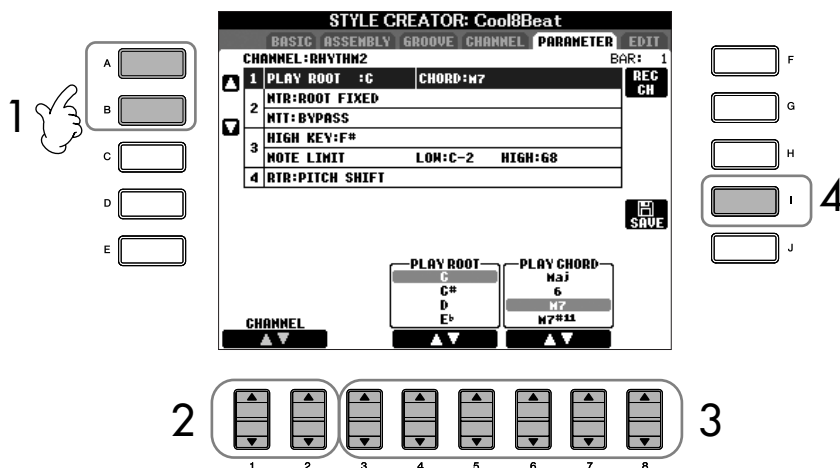 STYLE CREATOR: Cool8Beat
BASIC ASSEMBLY GROOVE CHANNEL PARAMETER EDIT
CHANNEL:RHYTHM2 BAR: 1
1 PLAY ROOT :C CHORD:M7 REC CH
2 NTR:ROOT FIXED
NTT:BYPASS
3 HIGH KEY:F#
NOTE LIMIT LOW:C-2 HIGH:G8
4 RTR:PITCH SHIFT
SAVE
PLAY ROOT PLAY CHORD
C Maj
C# 6
D M7
E♭ M7#11
CHANNEL
A
B
C
D
E
F
G
H
I
J
1
4
2
3
1 2 3 4 5 6 7 8